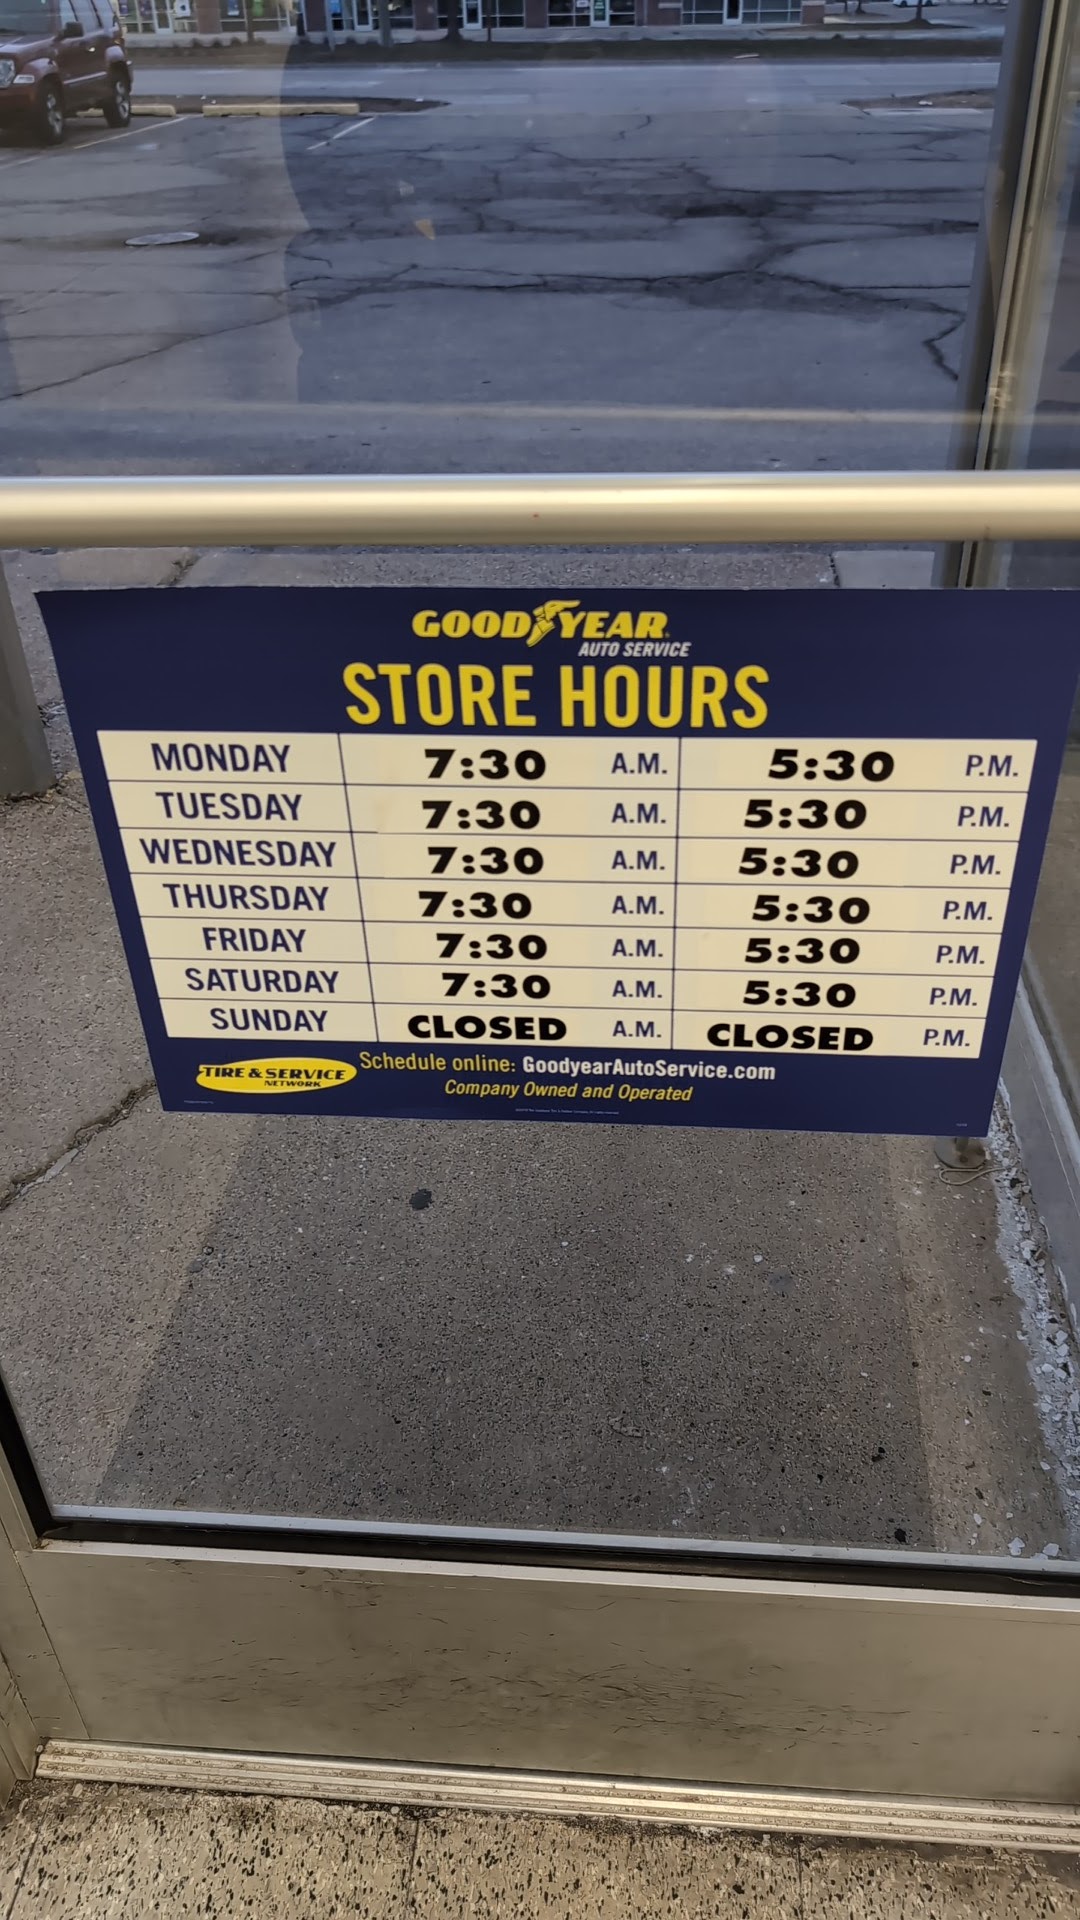 GOODYEAR
AUTO SERVICE
STORE HOURS
MONDAY 7:30 A.M. 5:30 P.M.
TUESDAY 7:30 A.M. 5:30 P.M.
WEDNESDAY 7:30 A.M. 5:30 P.M.
THURSDAY 7:30 A.M. 5:30 P.M.
FRIDAY 7:30 A.M. 5:30 P.M.
SATURDAY 7:30 A.M. 5:30 P.M.
SUNDAY CLOSED A.M. CLOSED P.M.
TIRE & SERVICE
NETWORK
Schedule online: GoodyearAutoService.com
Company Owned and Operated